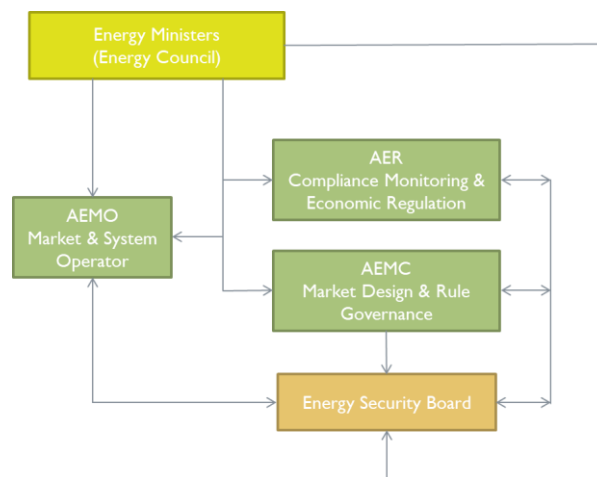 Energy Ministers
(Energy Council)
AER
Compliance Monitoring &
Economic Regulation
AEMO
Market & System
Operator
AEMC
Market Design & Rule
Governance
Energy Security Board